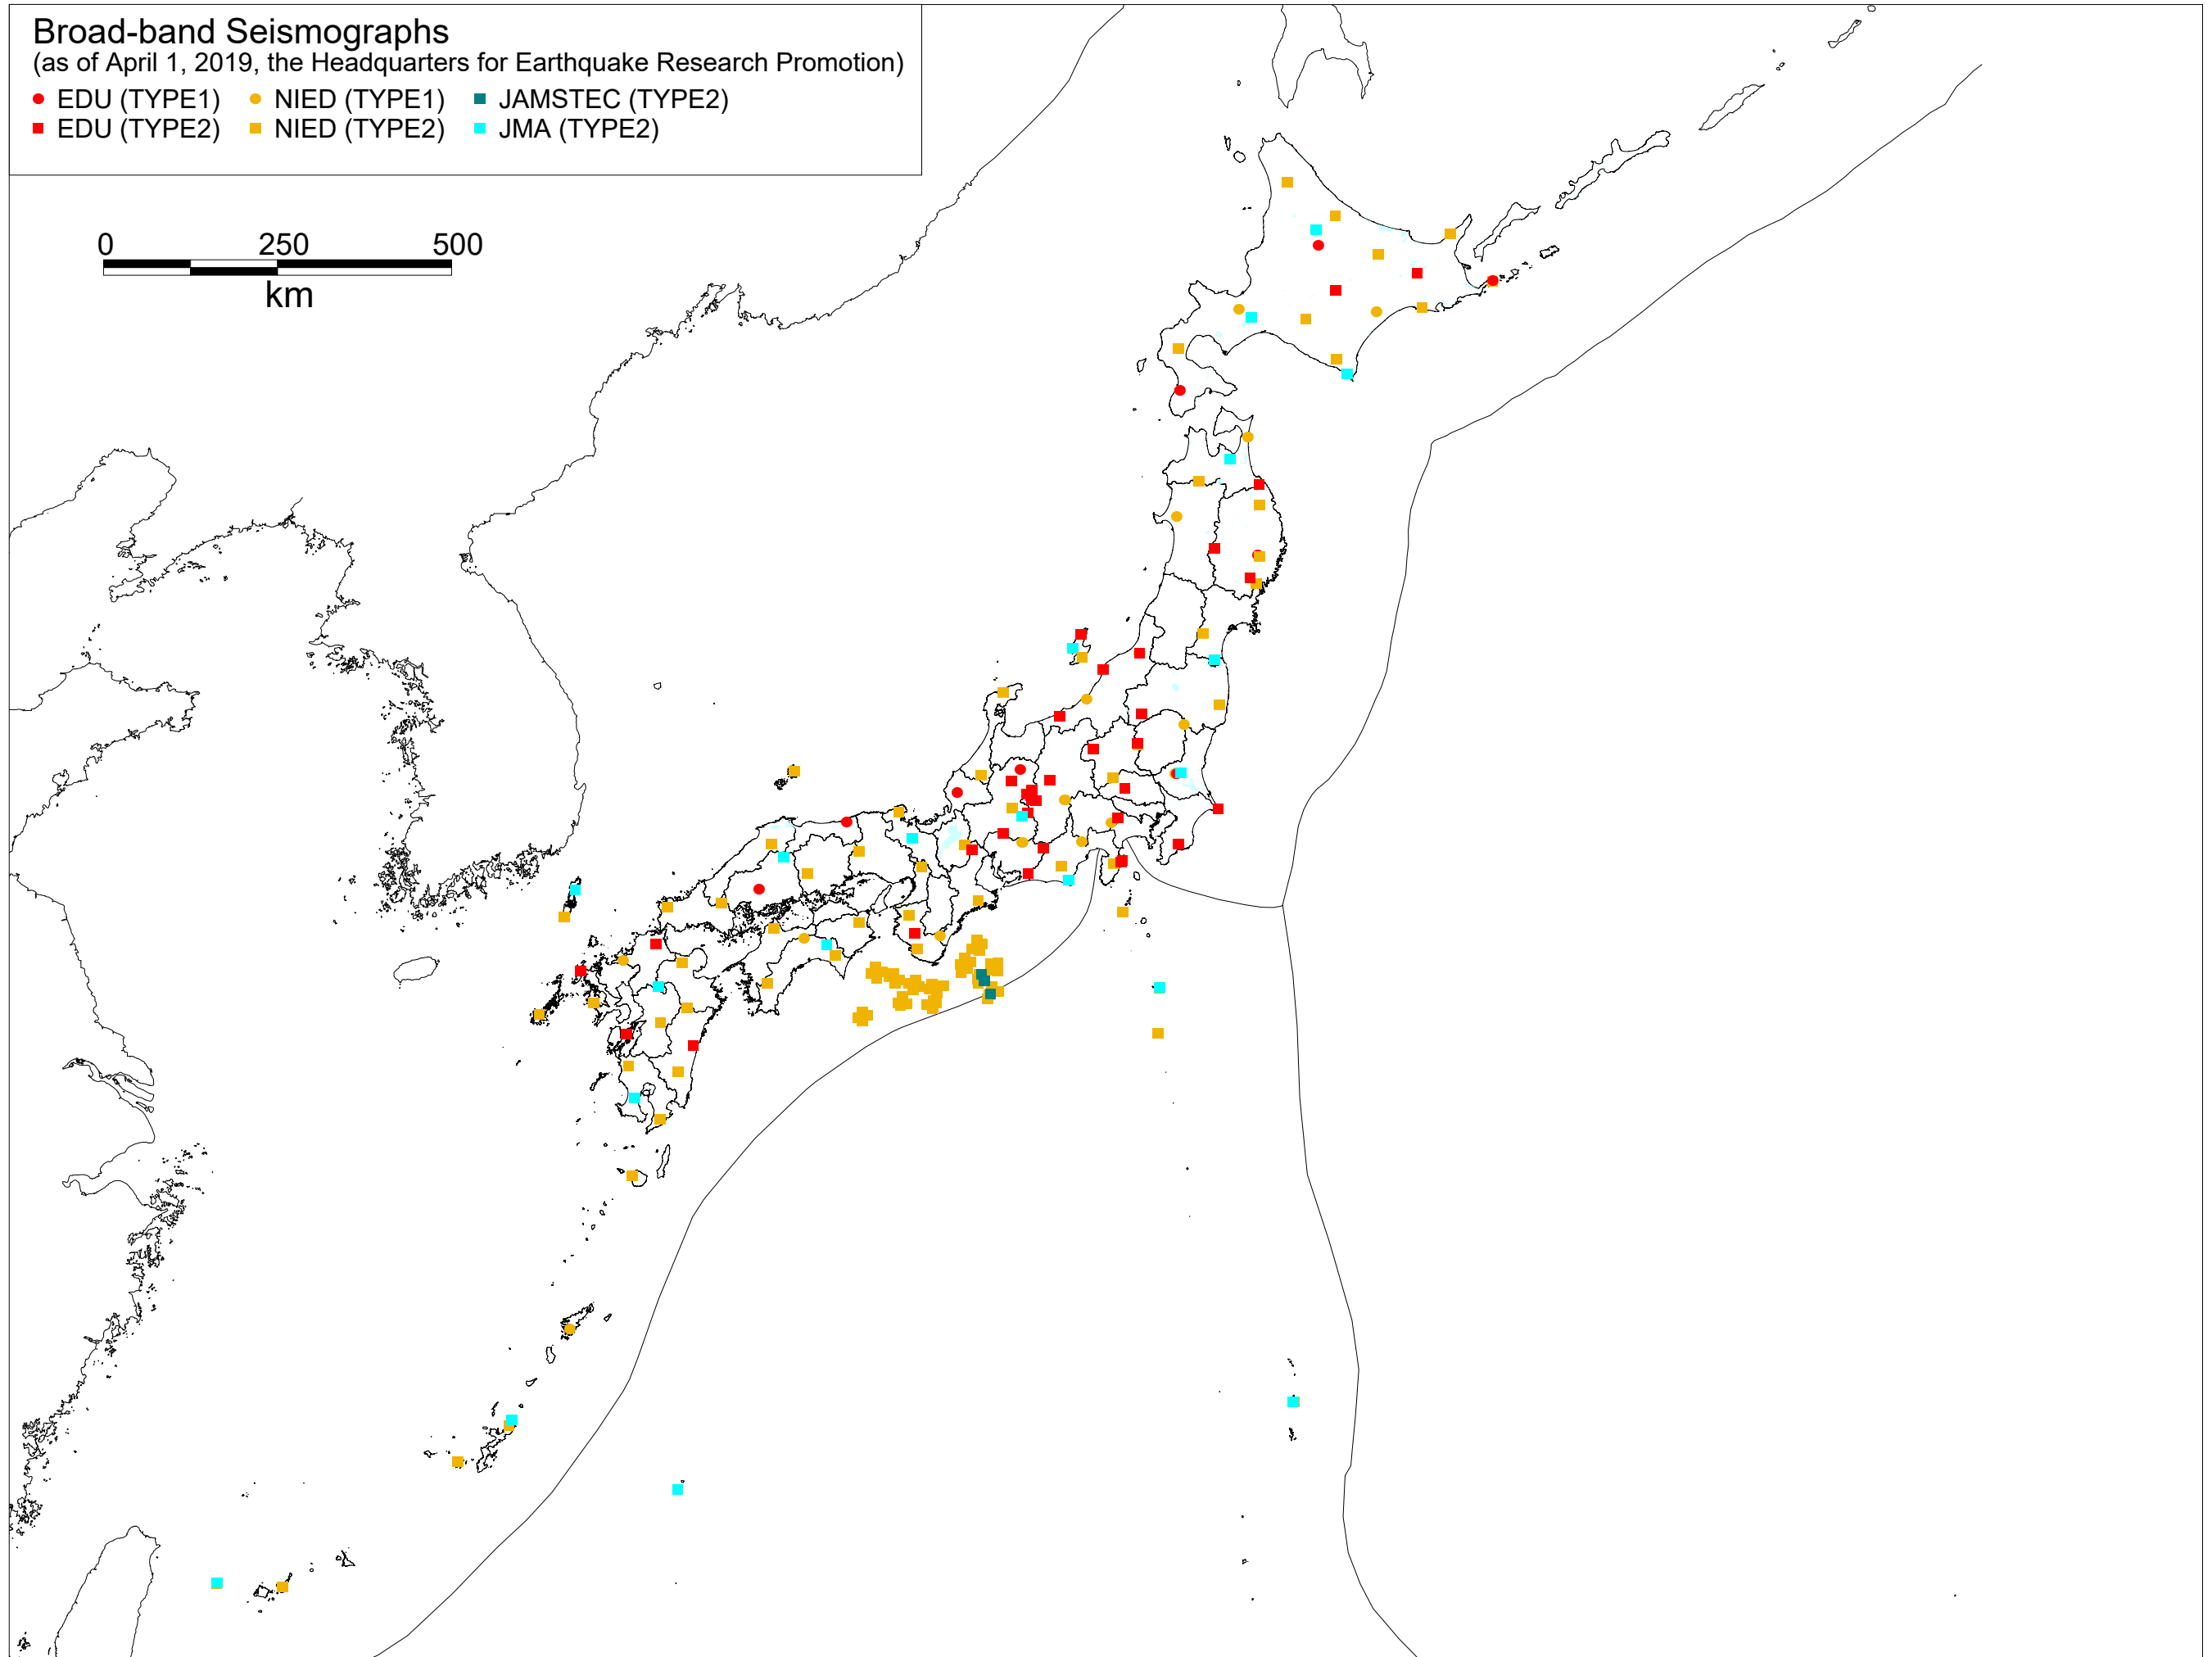 Broad-band Seismographs
(as of April 1, 2019, the Headquarters for Earthquake Research Promotion)
EDU (TYPE1) NIED (TYPE1) JAMSTEC (TYPE2)
EDU (TYPE2) NIED (TYPE2) JMA (TYPE2)
0 250 500
km